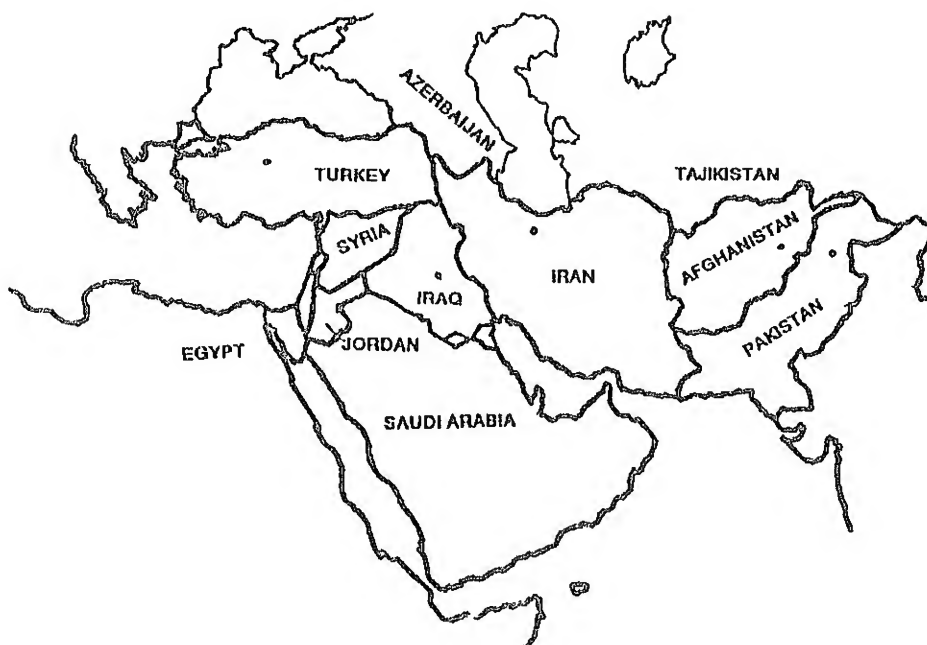 AZERBAIJAN
TURKEY
TAJIKISTAN
SYRIA
AFGHANISTAN
IRAN
IRAQ
PAKISTAN
EGYPT
JORDAN
SAUDI ARABIA